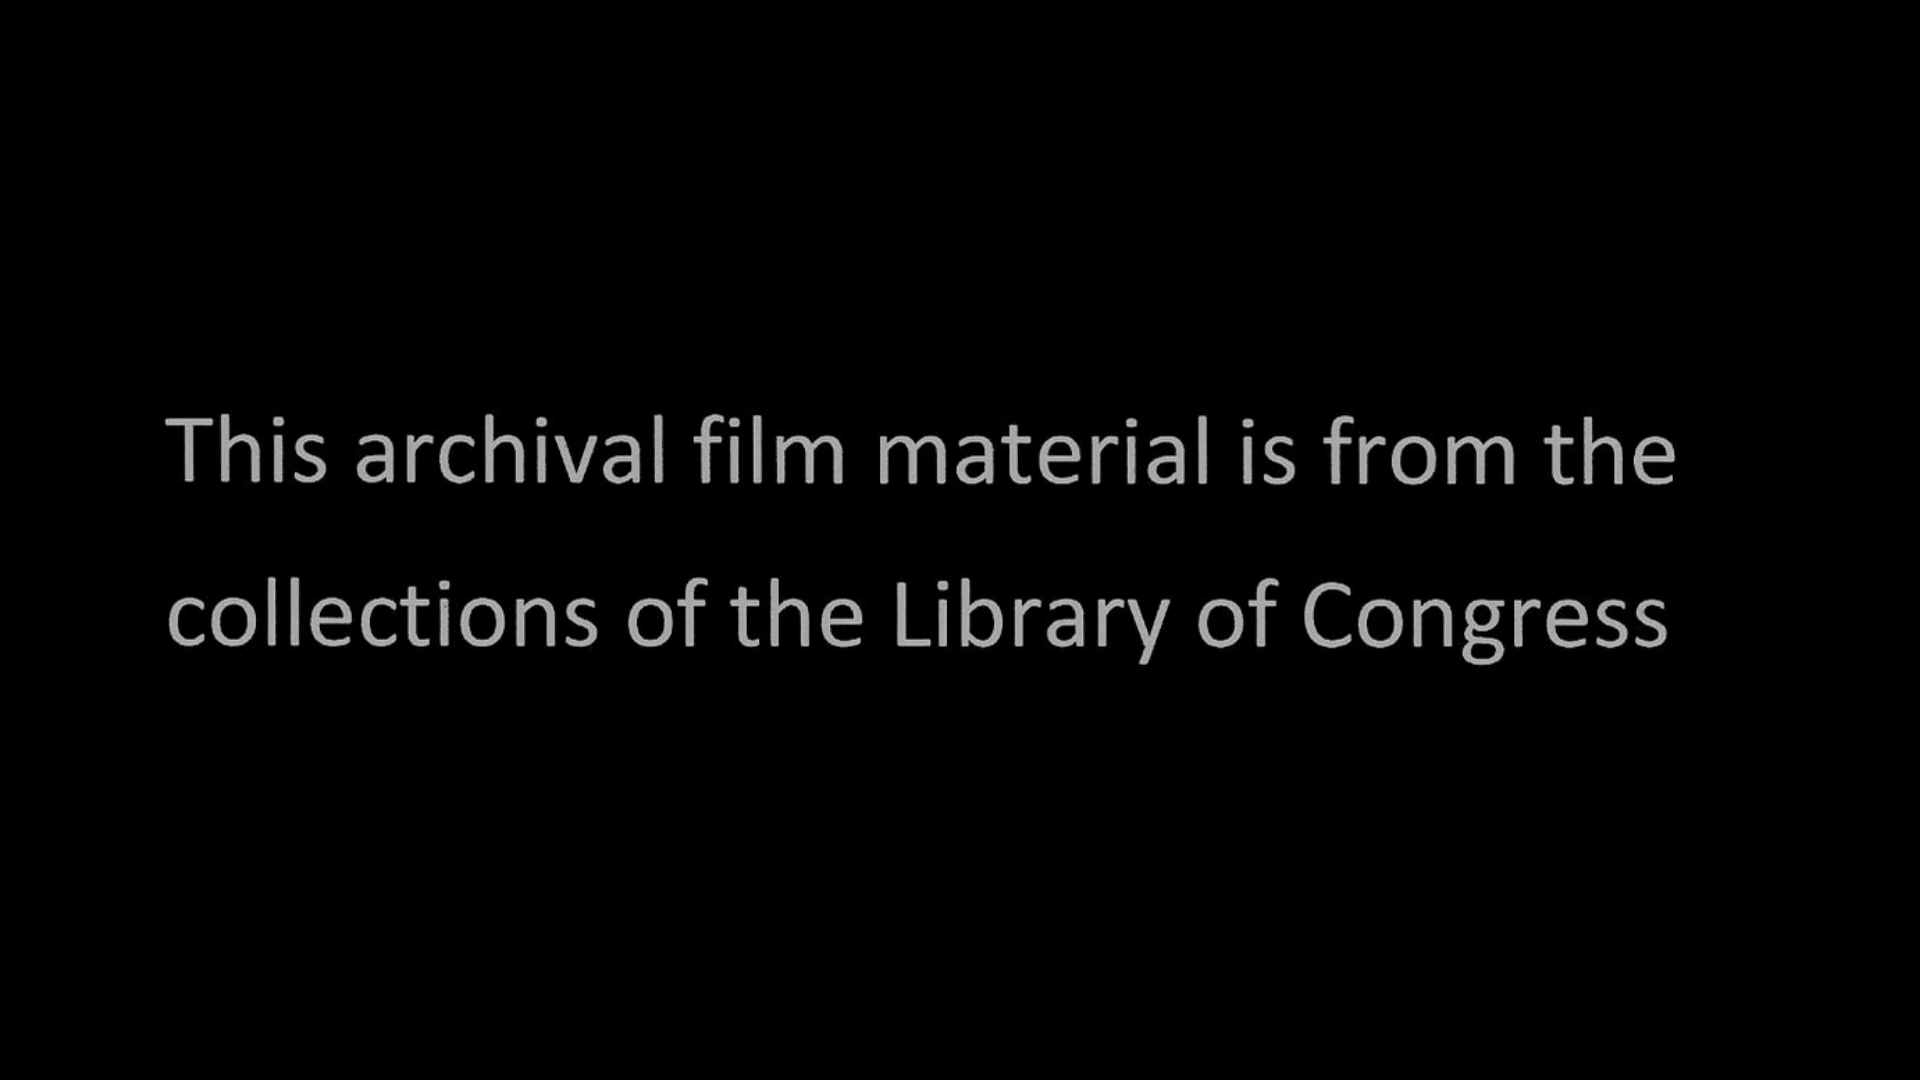 This archival film material is from the
collections of the Library of Congress